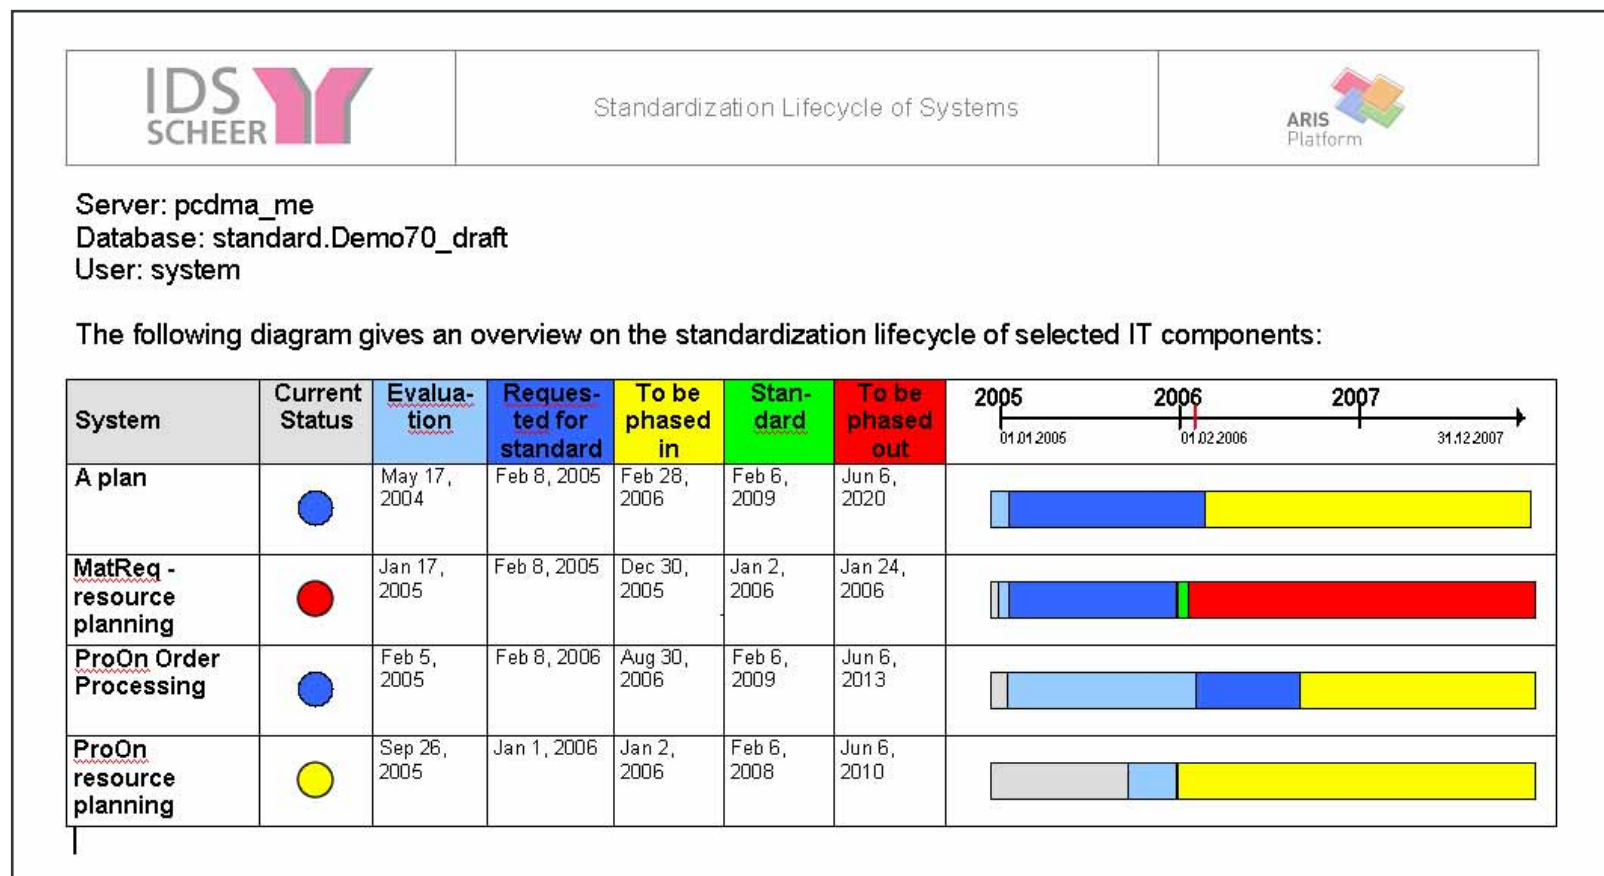 IDS
SCHEER
Standardization Lifecycle of Systems
ARIS
Platform
Server: pcdma_me
Database: standard.Demo70_draft
User: system
The following diagram gives an overview on the standardization lifecycle of selected IT components:
System
Current
Status
Evalua-
tion
Reques-
ted for
standard
To be
phased
in
Stan-
dard
To be
phased
out
2005 2006 2007
01.01.2005 01.02.2006 31.12.2007
A plan
May 17,
2004
Feb 8, 2005
Feb 28,
2006
Feb 6,
2009
Jun 6,
2020
MatReq -
resource
planning
Jan 17,
2005
Feb 8, 2005
Dec 30,
2005
Jan 2,
2006
Jan 24,
2006
ProOn Order
Processing
Feb 5,
2005
Feb 8, 2006
Aug 30,
2006
Feb 6,
2009
Jun 6,
2013
ProOn
resource
planning
Sep 26,
2005
Jan 1, 2006
Jan 2,
2006
Feb 6,
2008
Jun 6,
2010